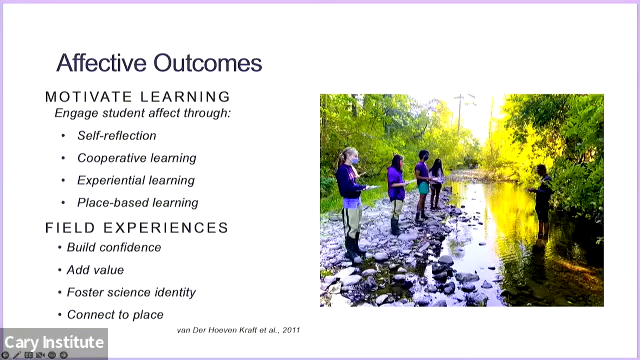 Affective Outcomes
MOTIVATE LEARNING
Engage student affect through:
• Self-reflection
• Cooperative learning
• Experiential learning
• Place-based learning
FIELD EXPERIENCES
• Build confidence
• Add value
• Foster science identity
• Connect to place
van Der Hoeven Kraft et al., 2011
Cary Institute